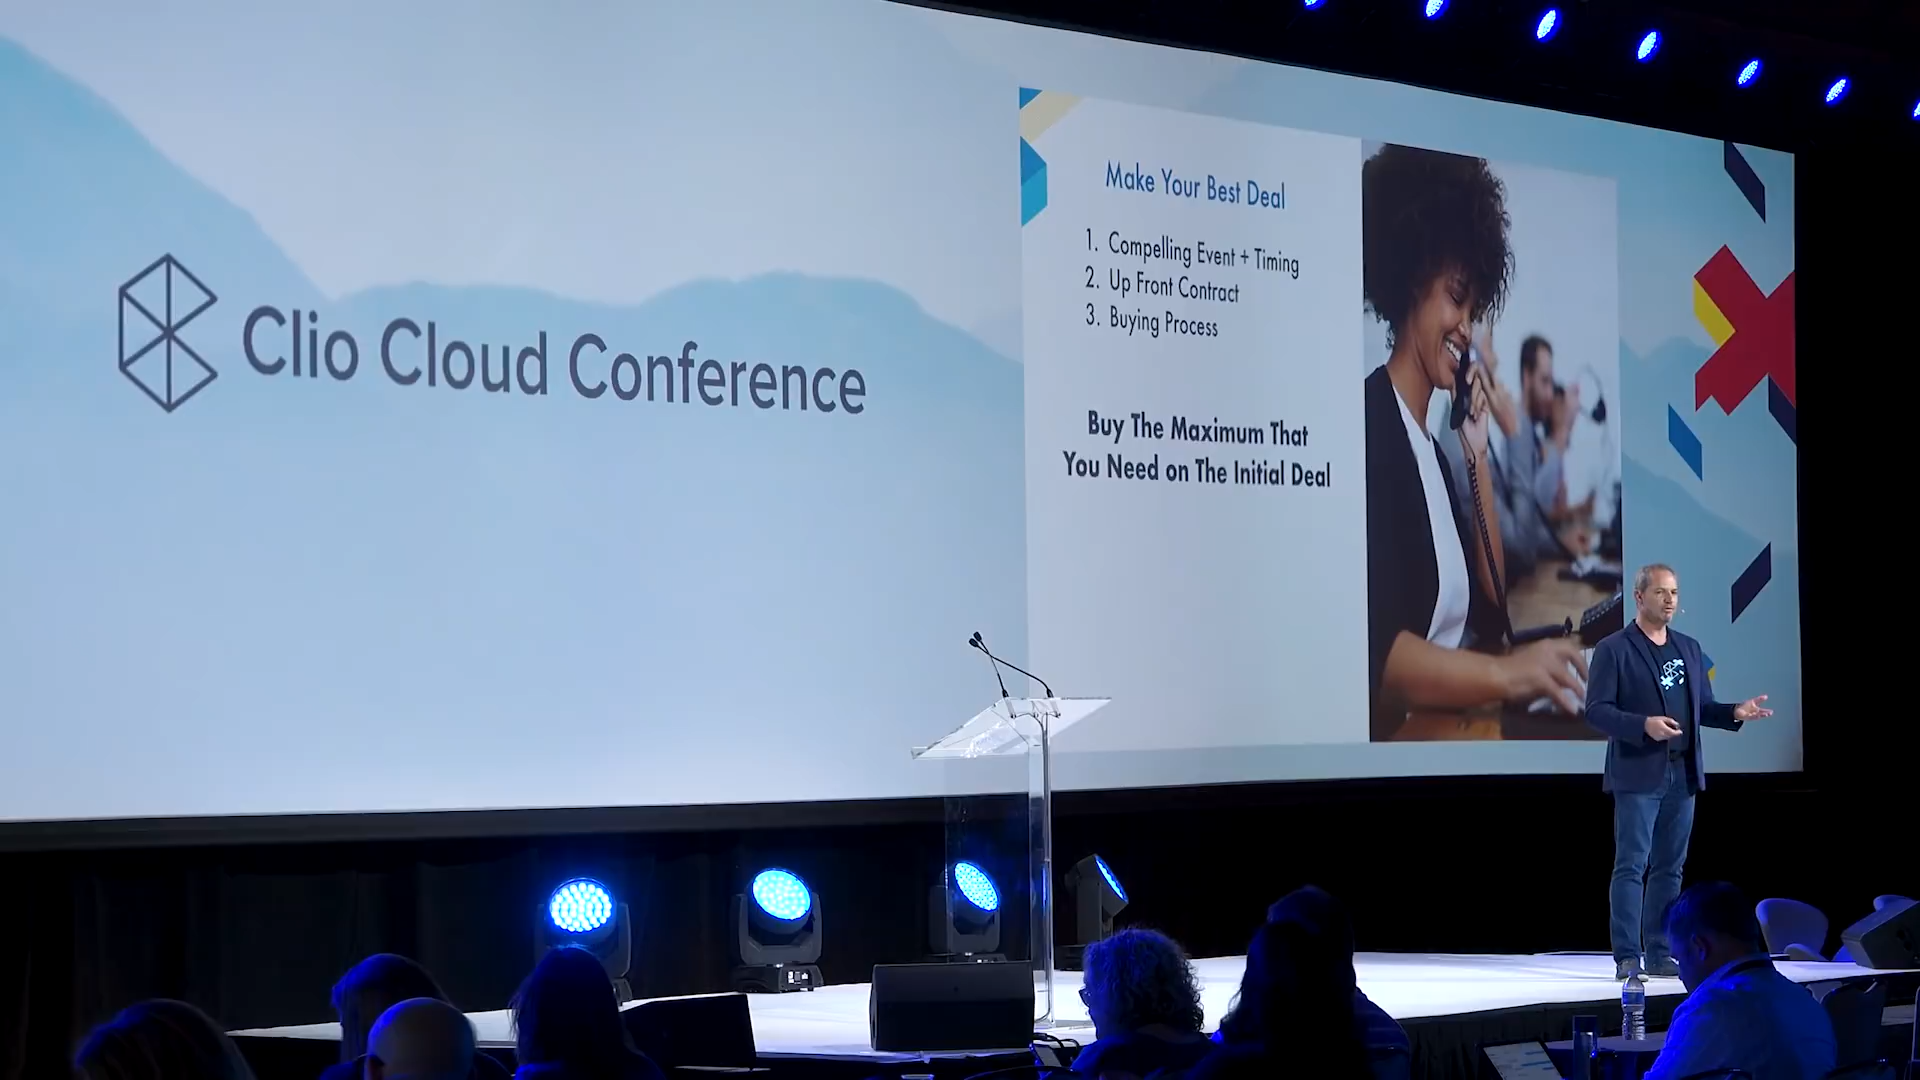 Clio Cloud Conference
Make Your Best Deal
1. Compelling Event + Timing
2. Up Front Contract
3. Buying Process
Buy The Maximum That
You Need on The Initial Deal